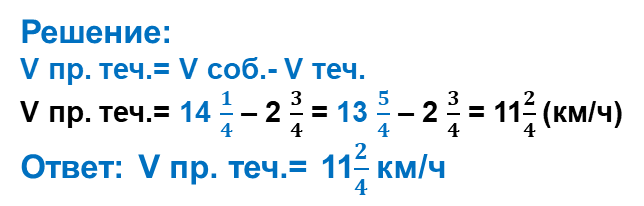 Решение:
V пр. теч.= V соб.- V теч.
V пр. теч.= 14 1/4 – 2 3/4 = 13 5/4 – 2 3/4 = 11 2/4 (км/ч)
Ответ: V пр. теч.= 11 2/4 км/ч